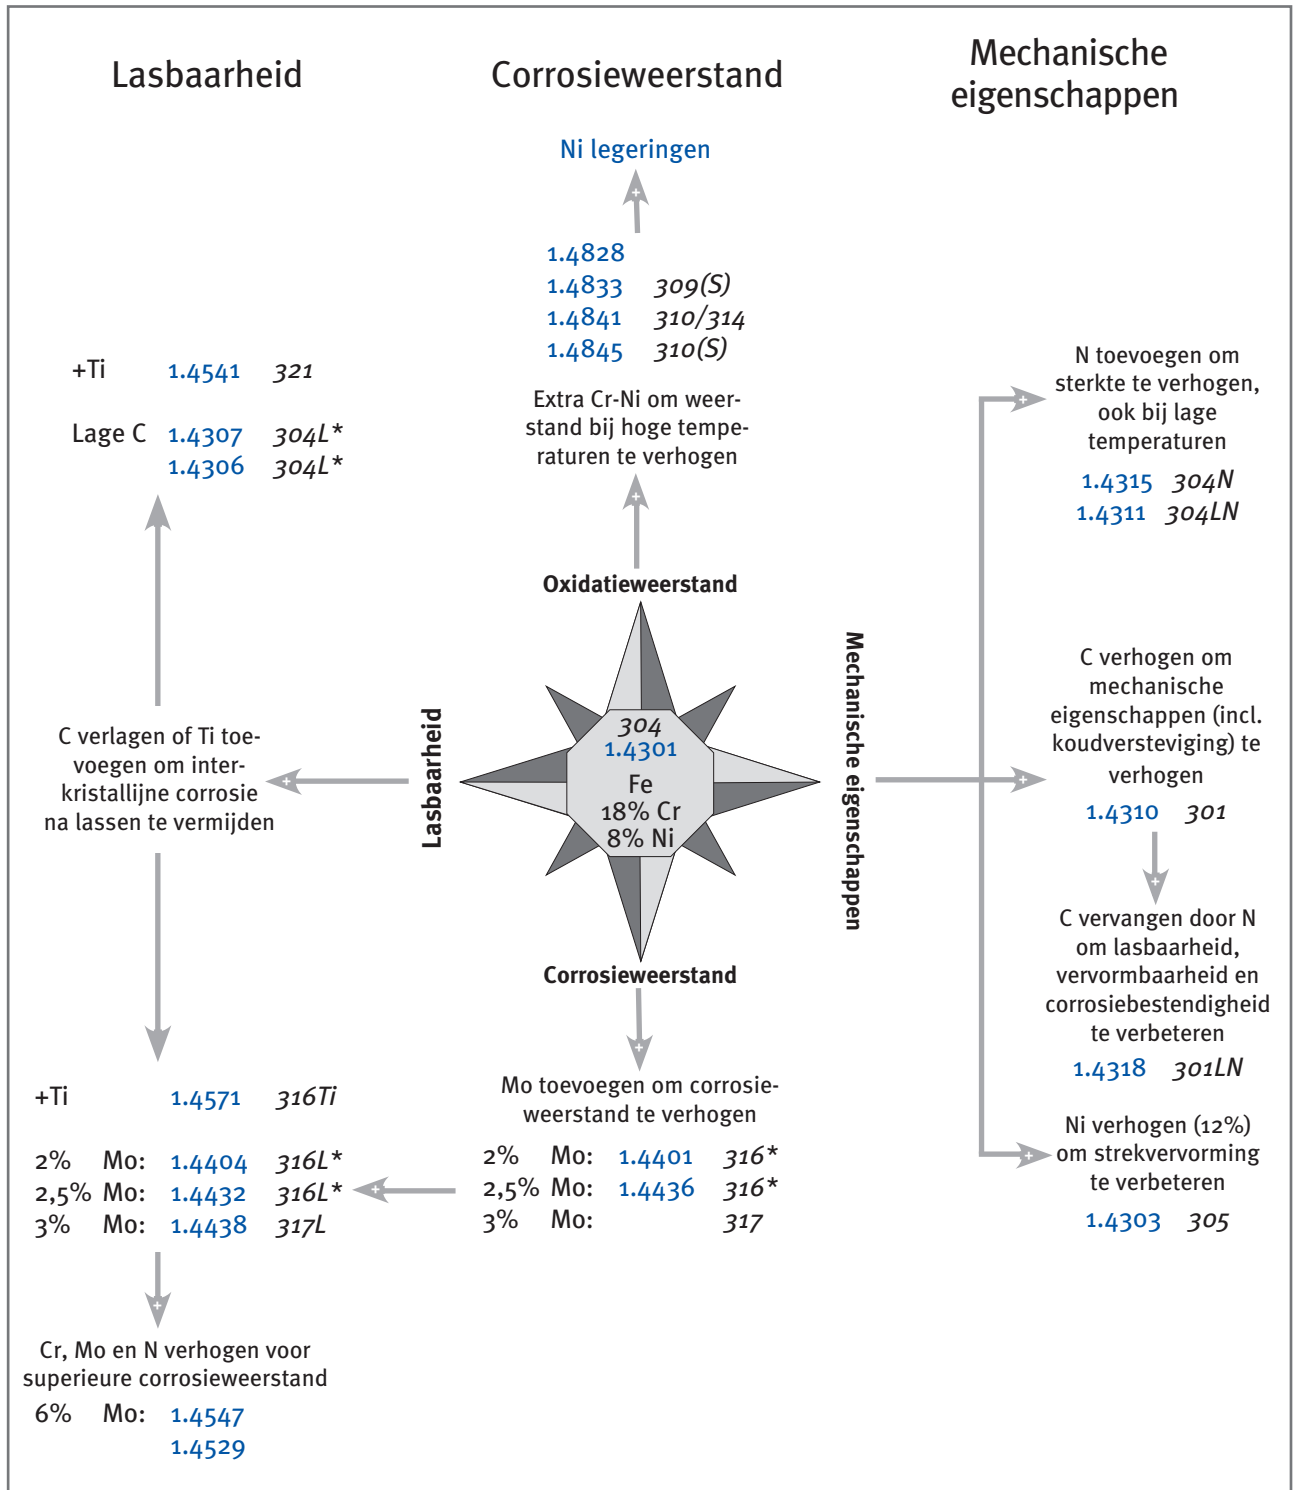 Lasbaarheid
Corrosieweerstand
Mechanische
eigenschappen
Ni legeringen
1.4828
1.4833 309(S)
1.4841 310/314
1.4845 310(S)
Extra Cr-Ni om weer-
stand bij hoge tempe-
raturen te verhogen
Oxidatieweerstand
+Ti 1.4541 321
Lage C 1.4307 304L*
1.4306 304L*
C verlagen of Ti toe-
voegen om inter-
kristallijne corrosie
na lassen te vermijden
Lasbaarheid
304
1.4301
Fe
18% Cr
8% Ni
Mechanische eigenschappen
Corrosieweerstand
N toevoegen om
sterkte te verhogen,
ook bij lage
temperaturen
1.4315 304N
1.4311 304LN
C verhogen om
mechanische
eigenschappen (incl.
koudversteviging) te
verhogen
1.4310 301
C vervangen door N
om lasbaarheid,
vervormbaarheid en
corrosiebestendigheid
te verbeteren
1.4318 301LN
Ni verhogen (12%)
om strekvervorming
te verbeteren
1.4303 305
Mo toevoegen om corrosie-
weerstand te verhogen
2% Mo: 1.4401 316*
2,5% Mo: 1.4436 316*
3% Mo: 317
+Ti 1.4571 316Ti
2% Mo: 1.4404 316L*
2,5% Mo: 1.4432 316L*
3% Mo: 1.4438 317L
Cr, Mo en N verhogen voor
superieure corrosieweerstand
6% Mo: 1.4547
1.4529